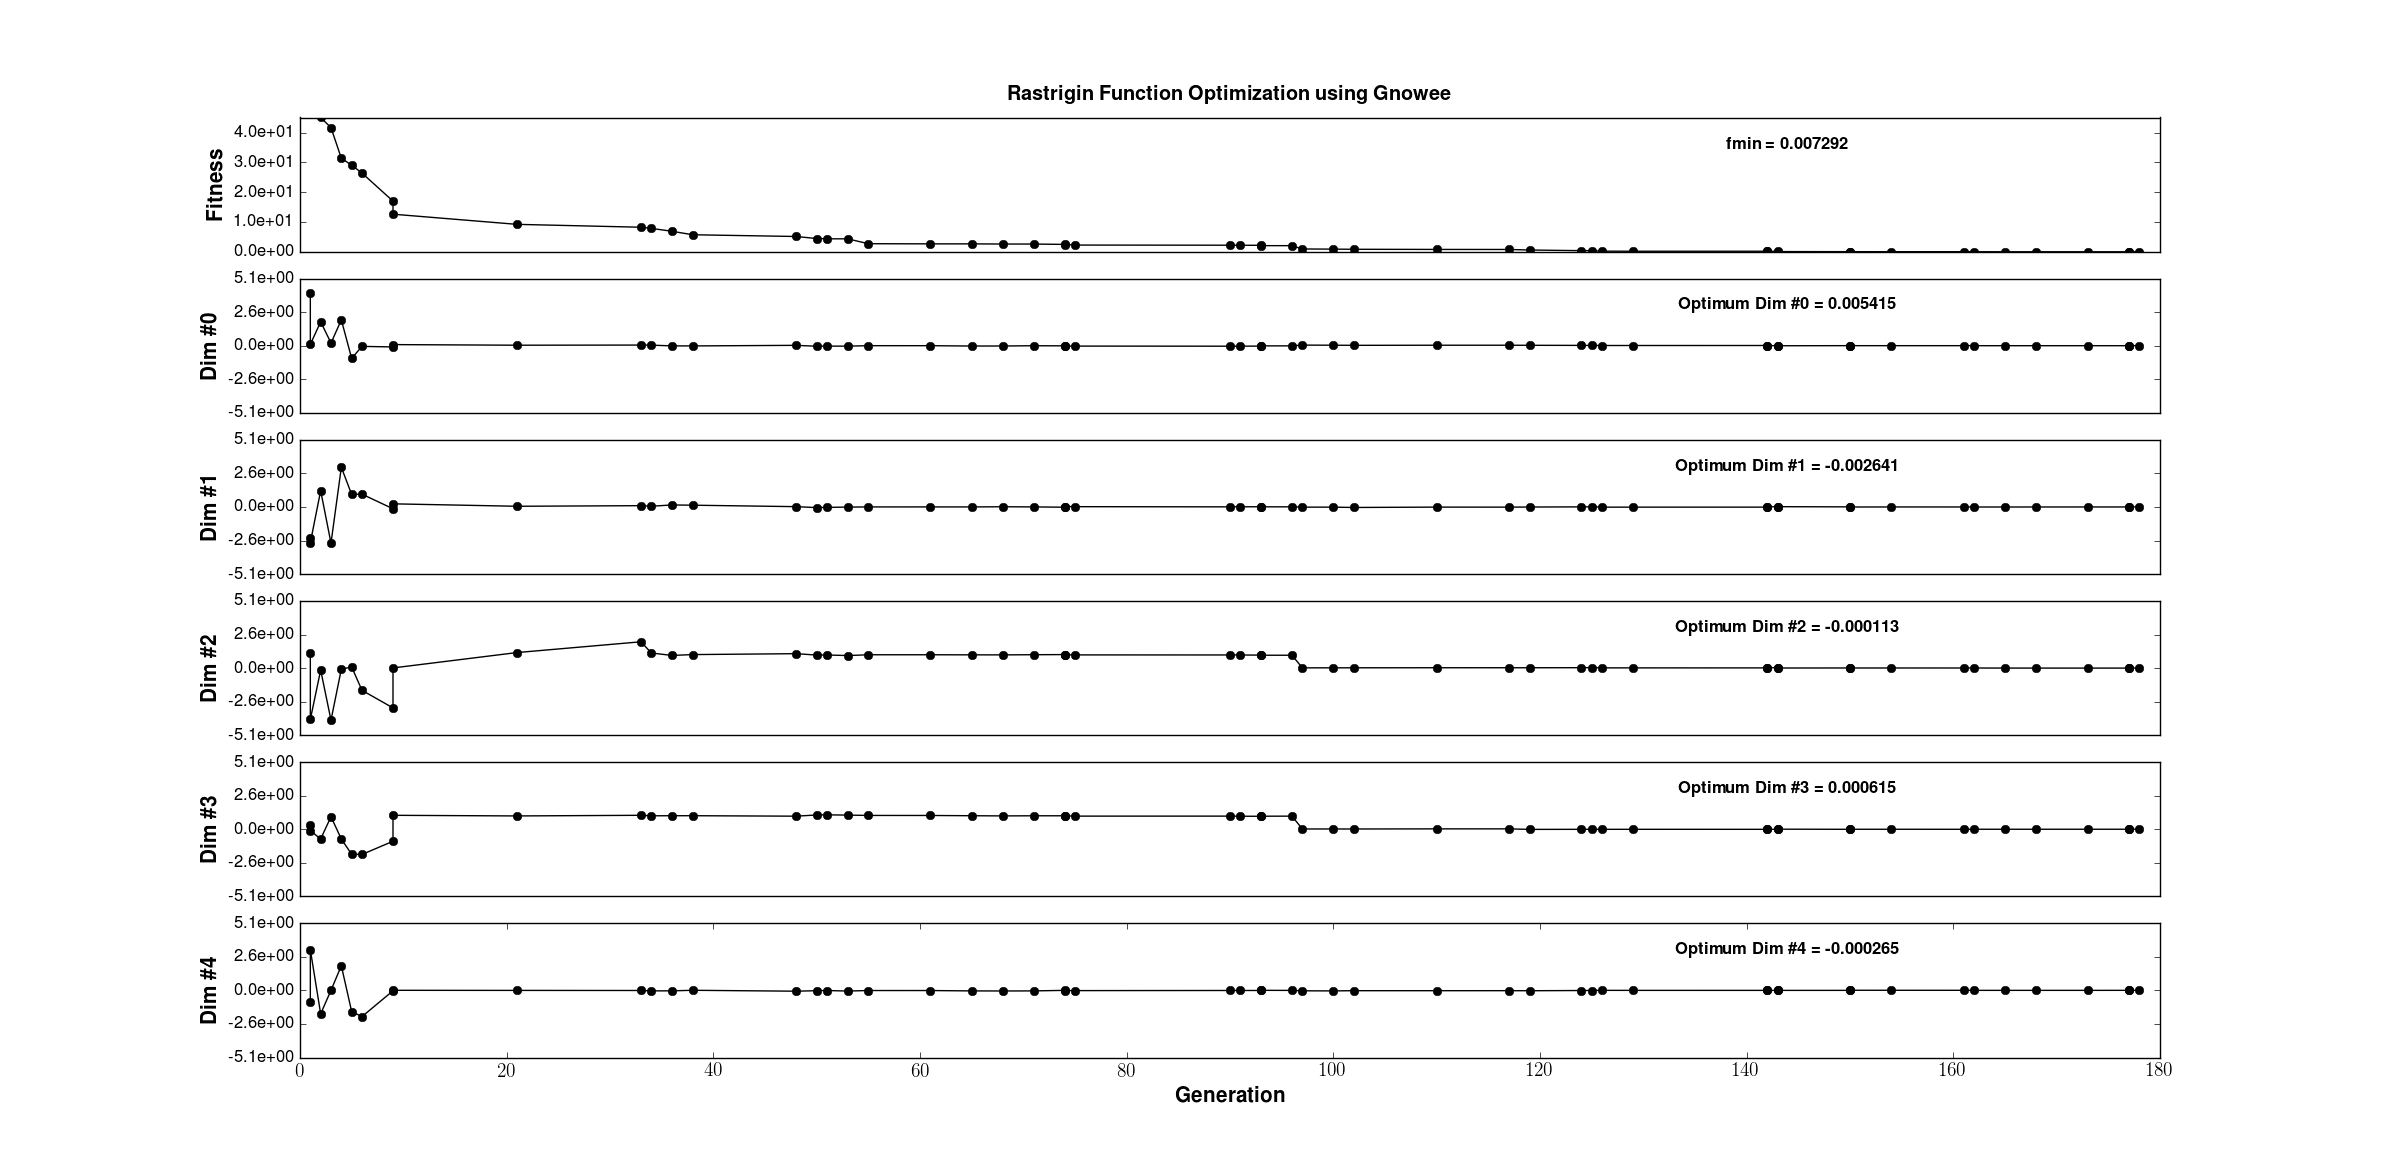 Rastrigin Function Optimization using Gnowee
Fitness
4.0e+01
3.0e+01
2.0e+01
1.0e+01
0.0e+00
fmin = 0.007292
Dim #0
5.1e+00
2.6e+00
0.0e+00
-2.6e+00
-5.1e+00
Optimum Dim #0 = 0.005415
Dim #1
5.1e+00
2.6e+00
0.0e+00
-2.6e+00
-5.1e+00
Optimum Dim #1 = -0.002641
Dim #2
5.1e+00
2.6e+00
0.0e+00
-2.6e+00
-5.1e+00
Optimum Dim #2 = -0.000113
Dim #3
5.1e+00
2.6e+00
0.0e+00
-2.6e+00
-5.1e+00
Optimum Dim #3 = 0.000615
Dim #4
5.1e+00
2.6e+00
0.0e+00
-2.6e+00
-5.1e+00
Optimum Dim #4 = -0.000265
0 20 40 60 80 100 120 140 160 180
Generation